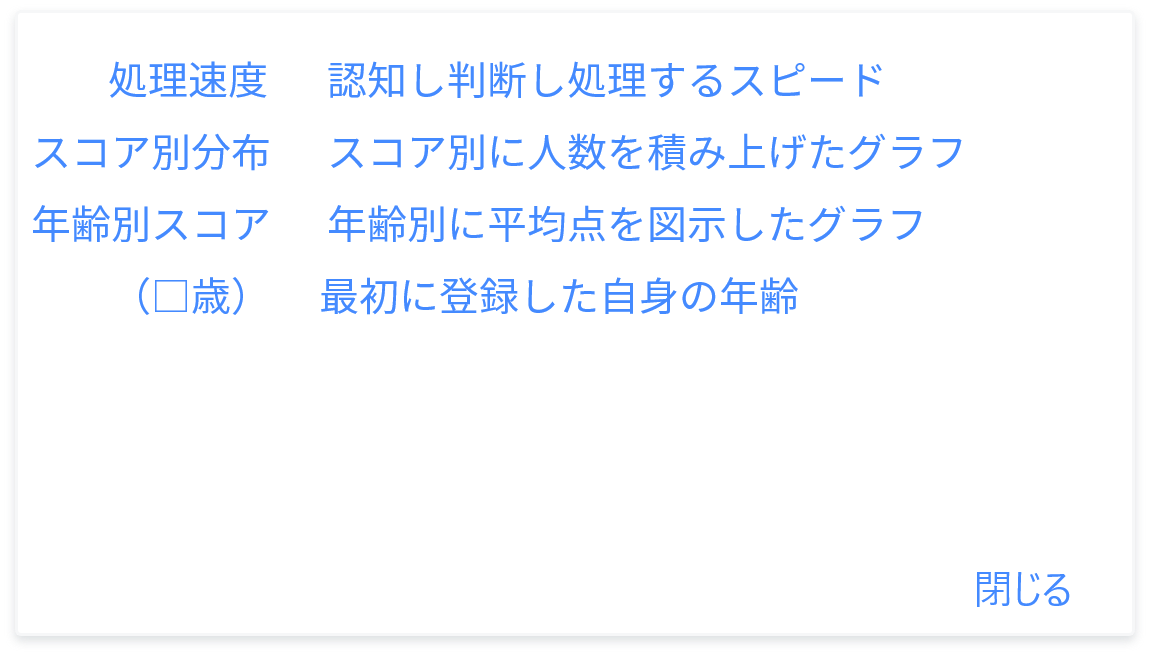 処理速度　認知し判断し処理するスピード
スコア別分布　スコア別に人数を積み上げたグラフ
年齢別スコア　年齢別に平均点を図示したグラフ
（□歳）　最初に登録した自身の年齢
閉じる